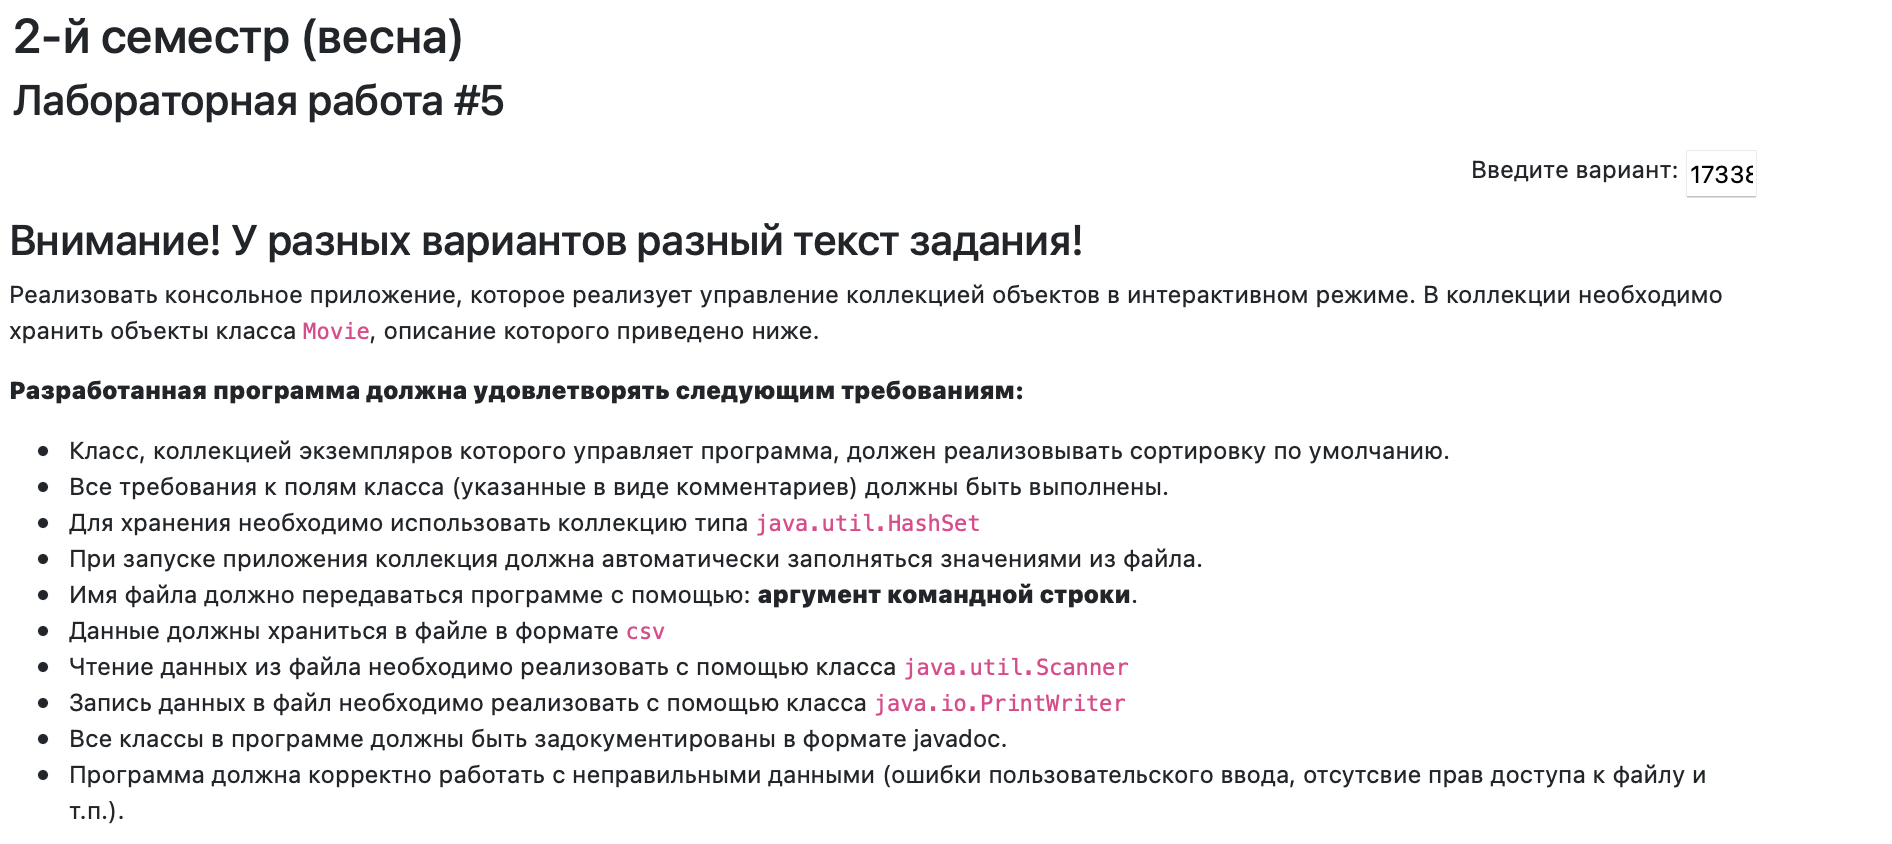 2-й семестр (весна)
Лабораторная работа #5
Введите вариант: 17338
Внимание! У разных вариантов разный текст задания!
Реализовать консольное приложение, которое реализует управление коллекцией объектов в интерактивном режиме. В коллекции необходимо
хранить объекты класса Movie, описание которого приведено ниже.
Разработанная программа должна удовлетворять следующим требованиям:
Класс, коллекцией экземпляров которого управляет программа, должен реализовывать сортировку по умолчанию.
Все требования к полям класса (указанные в виде комментариев) должны быть выполнены.
Для хранения необходимо использовать коллекцию типа java.util.HashSet
При запуске приложения коллекция должна автоматически заполняться значениями из файла.
Имя файла должно передаваться программе с помощью: аргумент командной строки.
Данные должны храниться в файле в формате csv
Чтение данных из файла необходимо реализовать с помощью класса java.util.Scanner
Запись данных в файл необходимо реализовать с помощью класса java.io.PrintWriter
Все классы в программе должны быть задокументированы в формате javadoc.
Программа должна корректно работать с неправильными данными (ошибки пользовательского ввода, отсутсвие прав доступа к файлу и
т.п.).